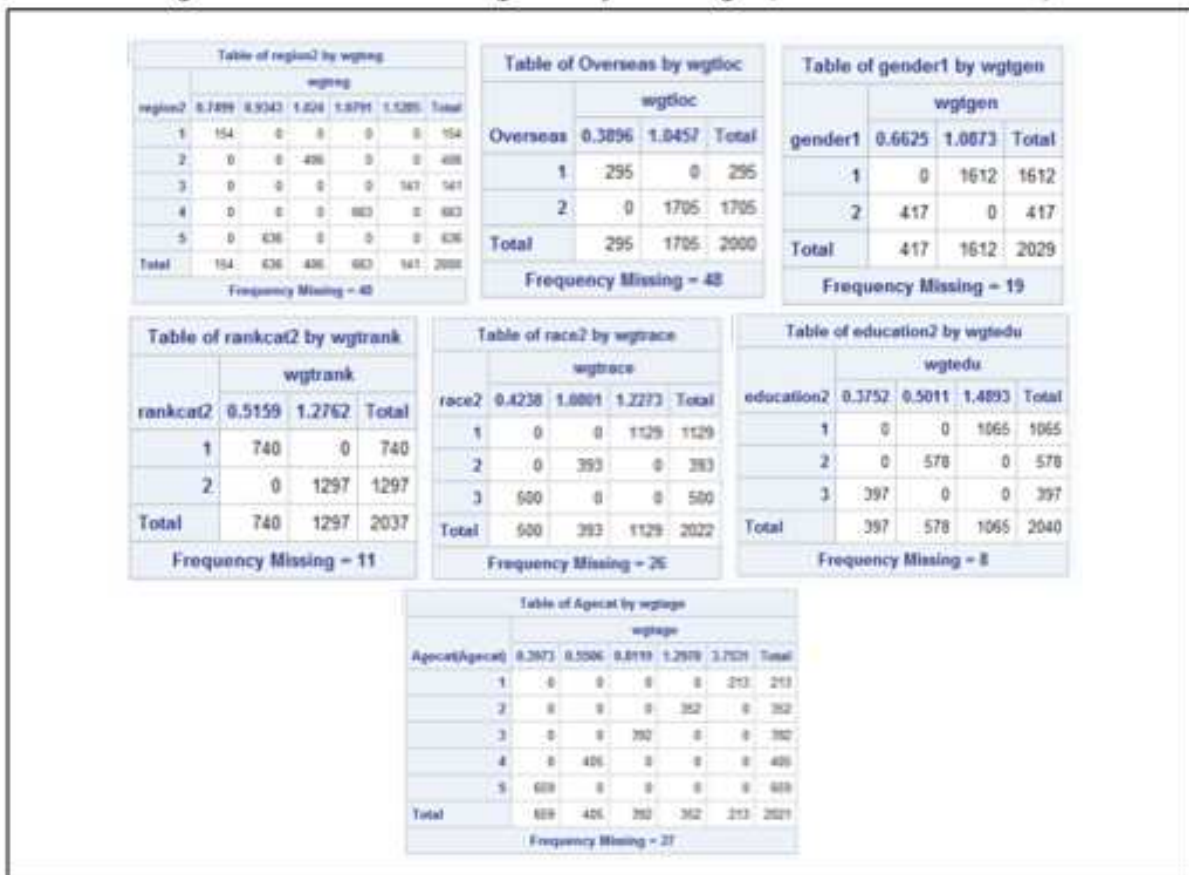 Table of region2 by wgtreg
wgtreg
region2 0.7499 0.9343 1.024 1.0791 1.1285 Total
1 154 0 0 0 0 154
2 0 0 406 0 0 406
3 0 0 0 0 141 141
4 0 0 0 663 0 663
5 0 636 0 0 0 636
Total 154 636 406 663 141 2000
Frequency Missing = 48
Table of Overseas by wgtloc
wgtloc
Overseas 0.3896 1.0457 Total
1 295 0 295
2 0 1705 1705
Total 295 1705 2000
Frequency Missing = 48
Table of gender1 by wgtgen
wgtgen
gender1 0.6625 1.0873 Total
1 0 1612 1612
2 417 0 417
Total 417 1612 2029
Frequency Missing = 19
Table of rankcat2 by wgtrank
wgtrank
rankcat2 0.5159 1.2762 Total
1 740 0 740
2 0 1297 1297
Total 740 1297 2037
Frequency Missing = 11
Table of race2 by wgtrace
wgtrace
race2 0.4238 1.0801 1.2273 Total
1 0 0 1129 1129
2 0 393 0 393
3 500 0 0 500
Total 500 393 1129 2022
Frequency Missing = 26
Table of education2 by wgtedu
wgtedu
education2 0.3752 0.5011 1.4893 Total
1 0 0 1065 1065
2 0 578 0 578
3 397 0 0 397
Total 397 578 1065 2040
Frequency Missing = 8
Table of Agecat by wgtage
wgtage
Agecat(Agecat) 0.5506 0.8119 1.2978 Total
1 0 0 0 0 213 213
2 0 0 0 352 0 352
3 0 0 392 0 0 392
4 0 405 0 0 0 405
5 659 0 0 0 0 659
Total 659 405 392 352 213 2021
Frequency Missing = 27